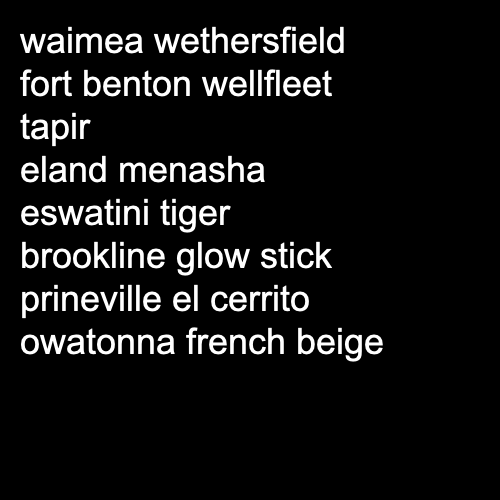 waimea wethersfield
fort benton wellfleet
tapir
eland menasha
eswatini tiger
brookline glow stick
prineville el cerrito
owatonna french beige